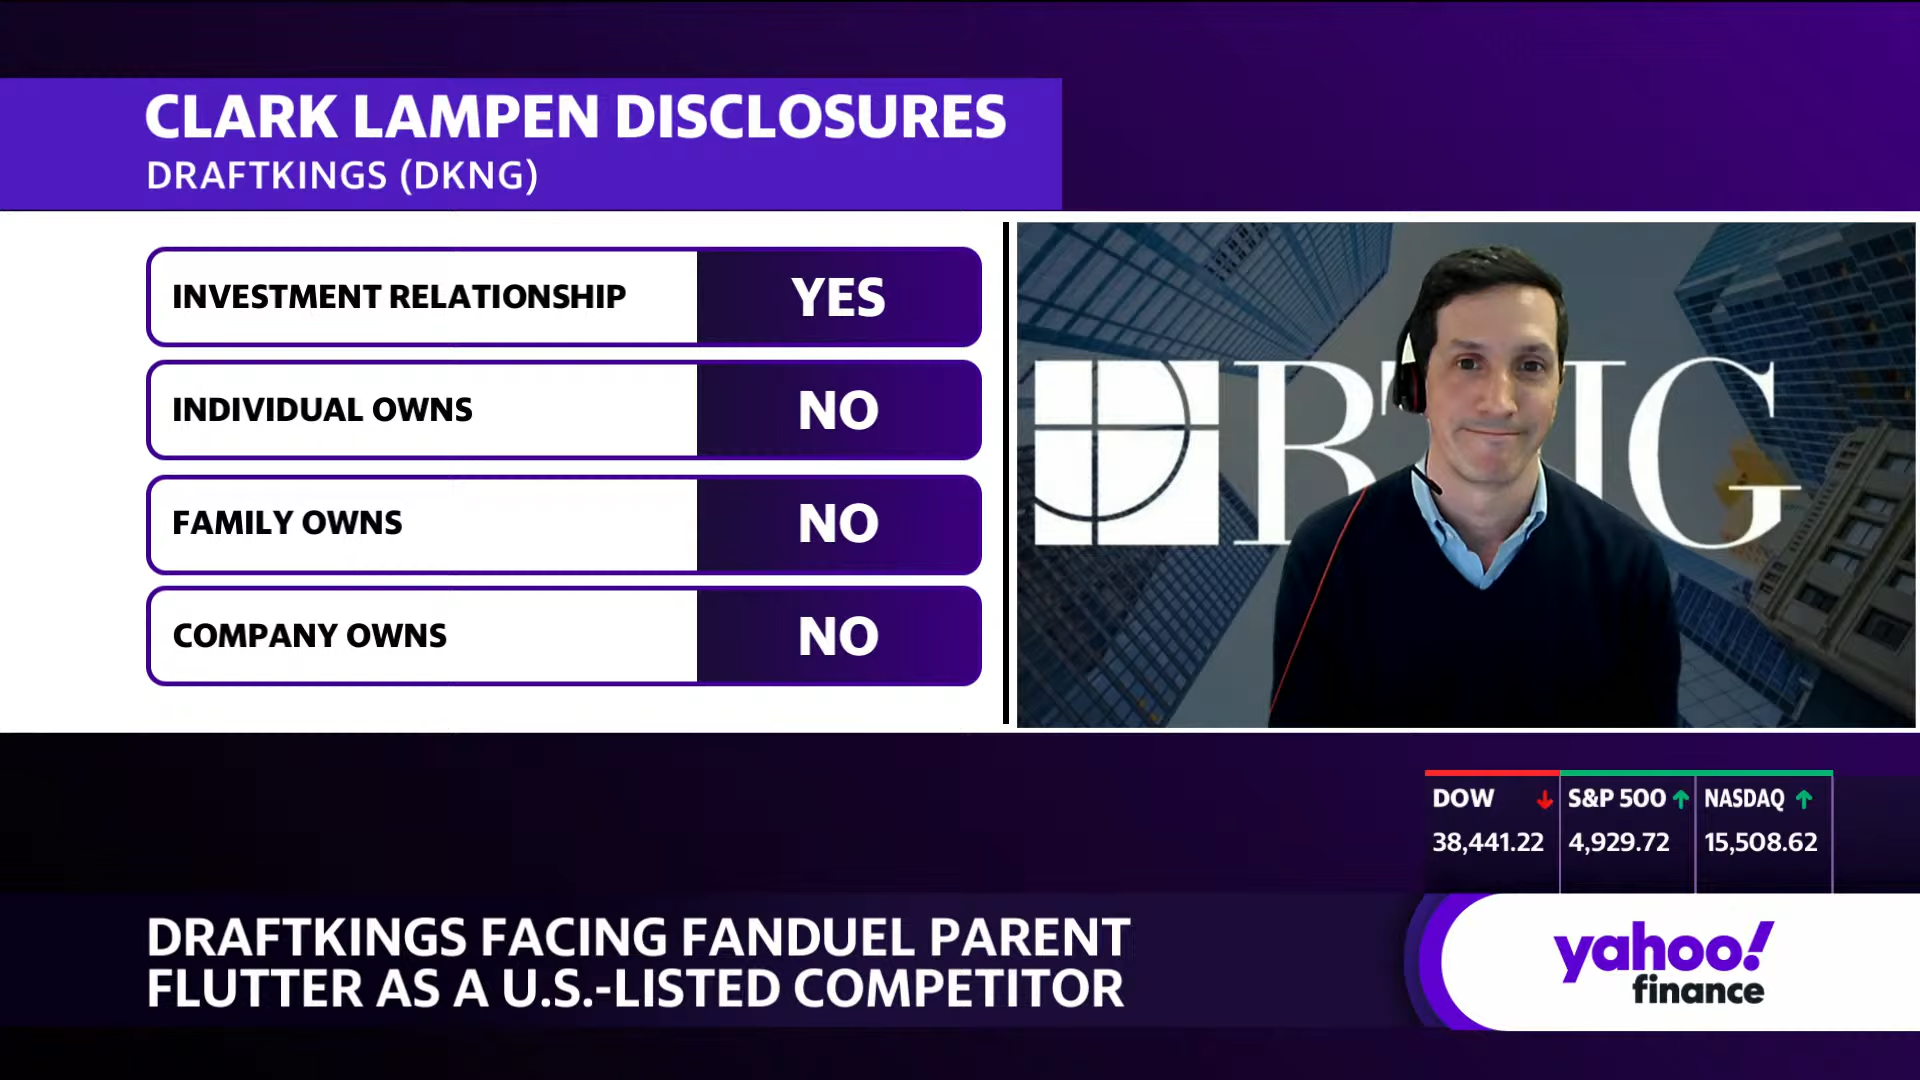 CLARK LAMPEN DISCLOSURES
DRAFTKINGS (DKNG)
INVESTMENT RELATIONSHIP YES
INDIVIDUAL OWNS NO
FAMILY OWNS NO
COMPANY OWNS NO
BTIG
DOW S&P 500 NASDAQ
38,441.22 4,929.72 15,508.62
DRAFTKINGS FACING FANDUEL PARENT
FLUTTER AS A U.S.-LISTED COMPETITOR
yahoo!
finance